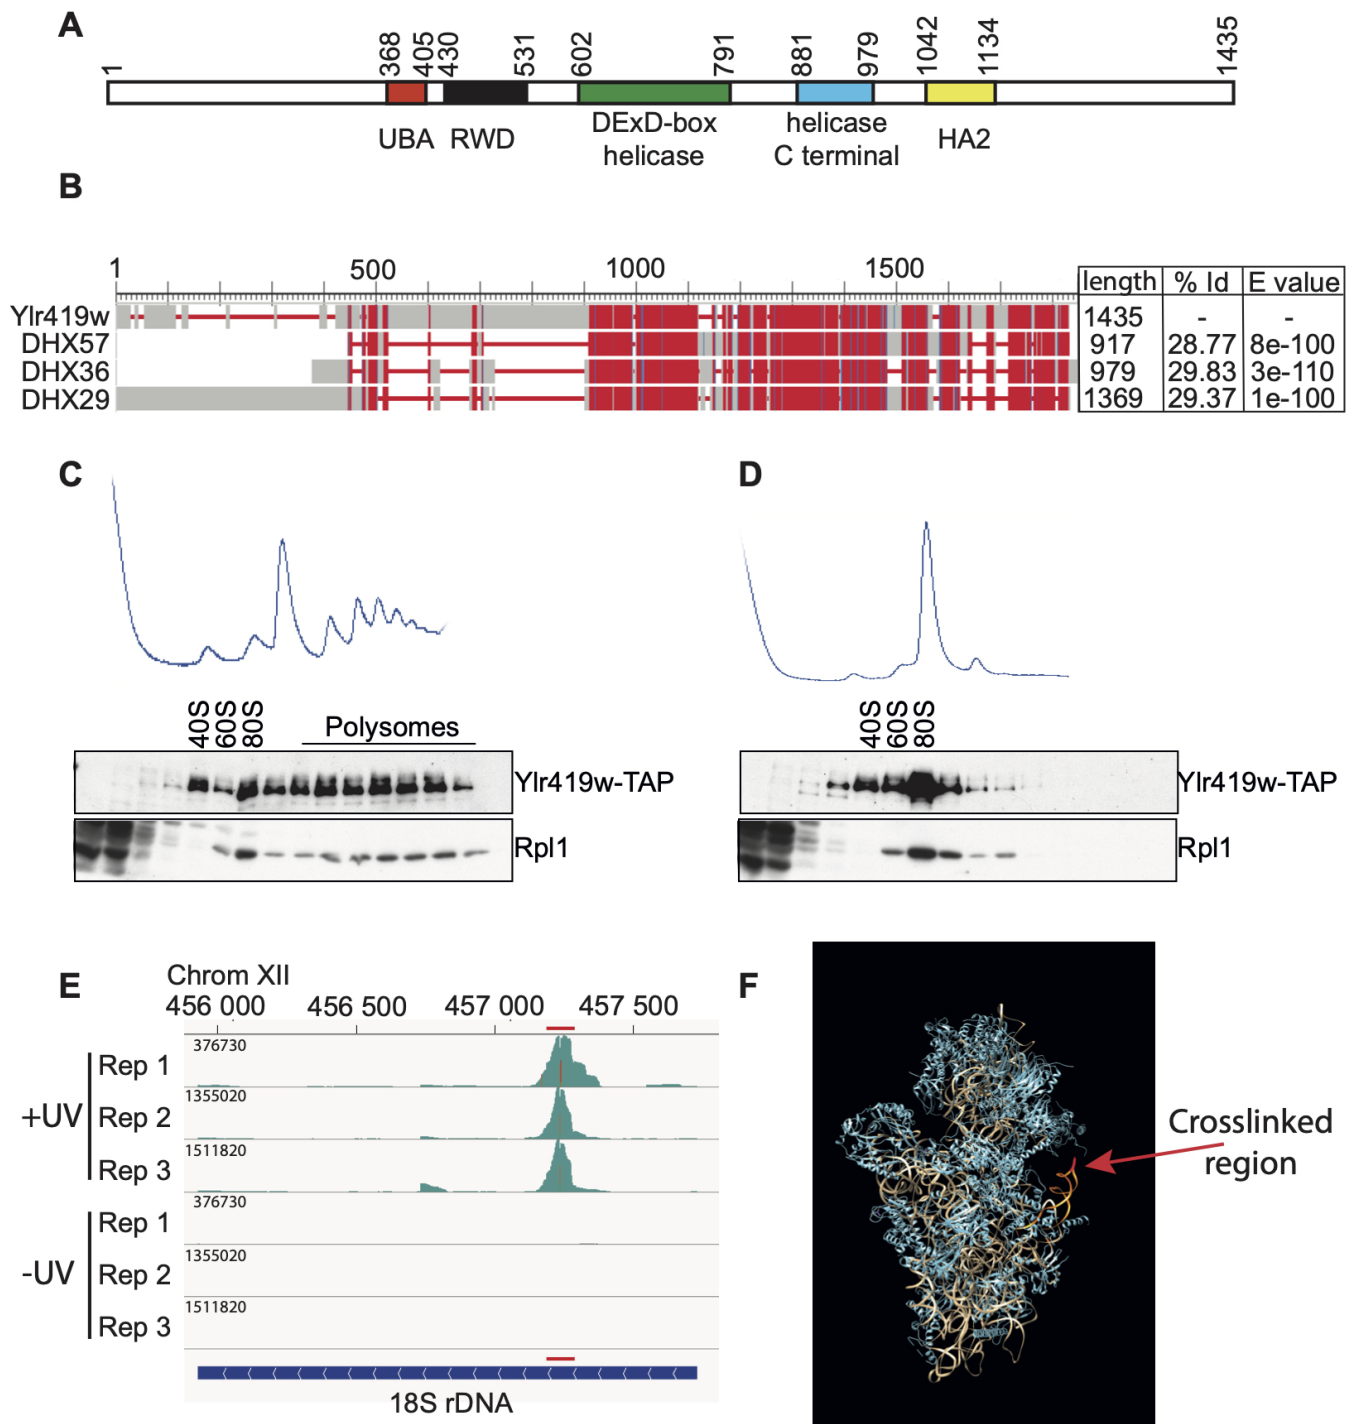 A
1 368 405 430 531 602 791 881 979 1042 1134 1435
UBA RWD DExD-box helicase helicase C terminal HA2
B
1 500 1000 1500
length % Id E value
Ylr419w 1435 - -
DHX57 917 28.77 8e-100
DHX36 979 29.83 3e-110
DHX29 1369 29.37 1e-100
C
40S 60S 80S Polysomes
Ylr419w-TAP
Rpl1
D
40S 60S 80S
Ylr419w-TAP
Rpl1
E
Chrom XII
456 000 456 500 457 000 457 500
+UV
Rep 1 376730
Rep 2 1355020
Rep 3 1511820
-UV
Rep 1 376730
Rep 2 1355020
Rep 3 1511820
18S rDNA
F
Crosslinked
region